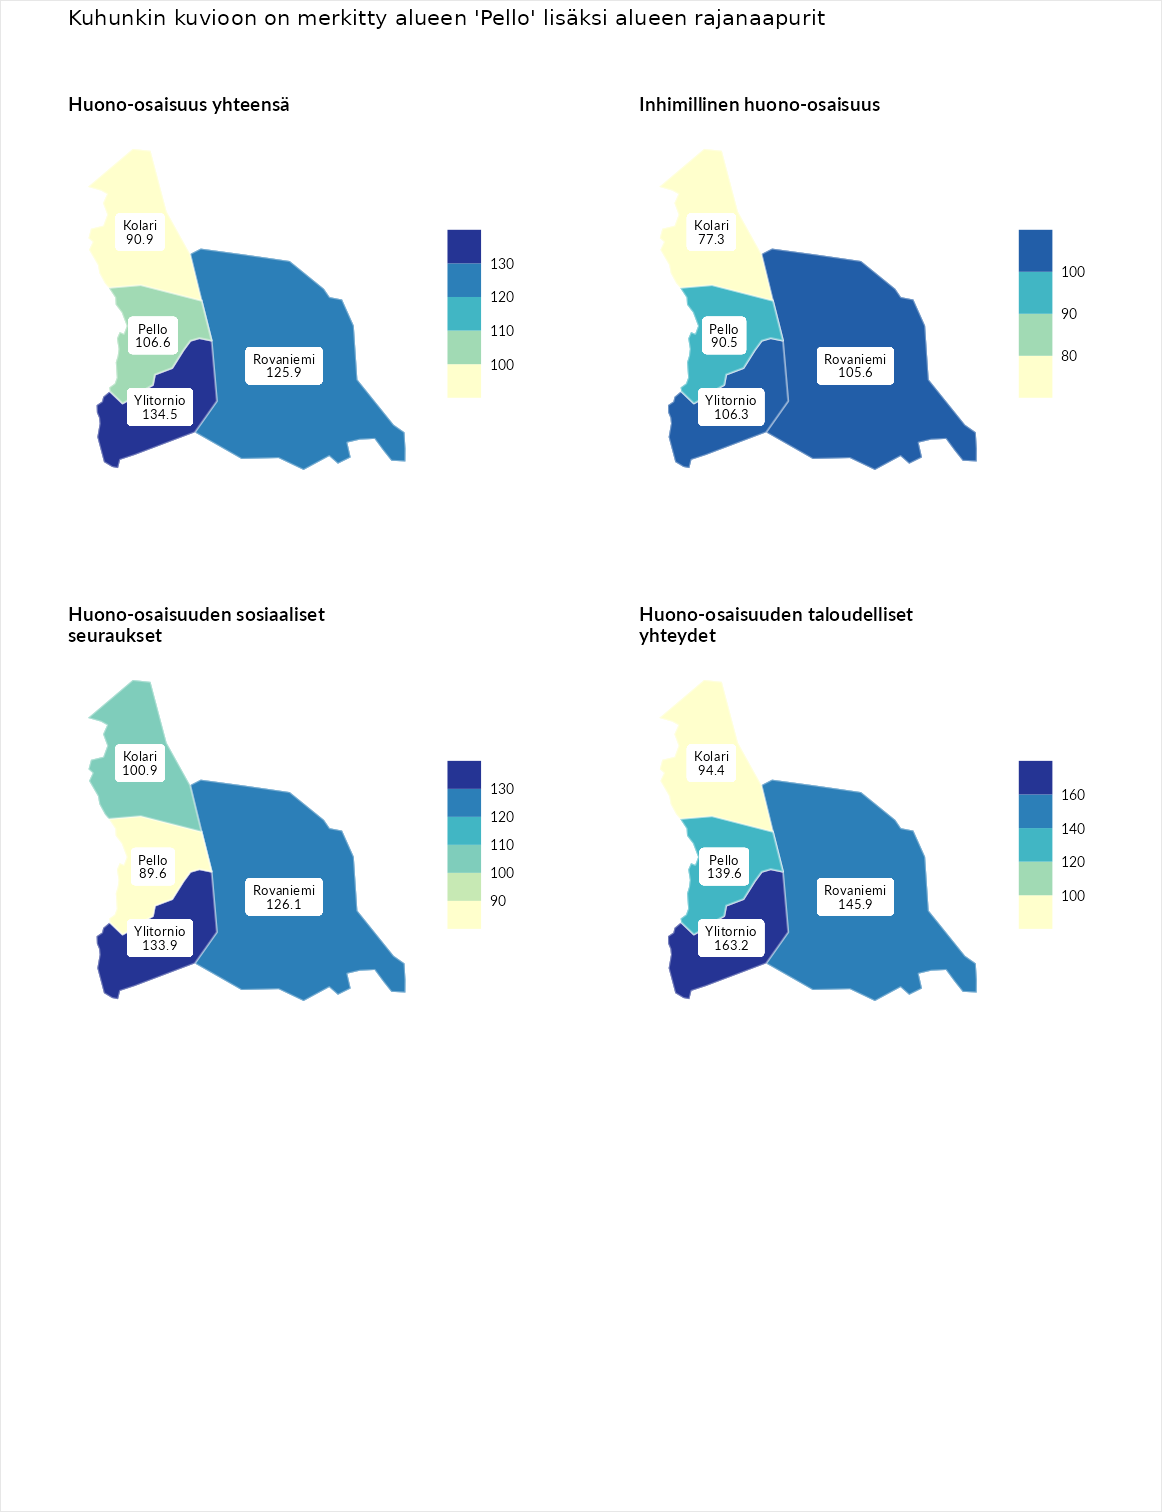 Kuhunkin kuvioon on merkitty alueen 'Pello' lisäksi alueen rajanaapurit
Huono-osaisuus yhteensä
Kolari
90.9
Pello
106.6
Rovaniemi
125.9
Ylitornio
134.5
130
120
110
100
Inhimillinen huono-osaisuus
Kolari
77.3
Pello
90.5
Rovaniemi
105.6
Ylitornio
106.3
100
90
80
Huono-osaisuuden sosiaaliset
seuraukset
Kolari
100.9
Pello
89.6
Rovaniemi
126.1
Ylitornio
133.9
130
120
110
100
90
Huono-osaisuuden taloudelliset
yhteydet
Kolari
94.4
Pello
139.6
Rovaniemi
145.9
Ylitornio
163.2
160
140
120
100